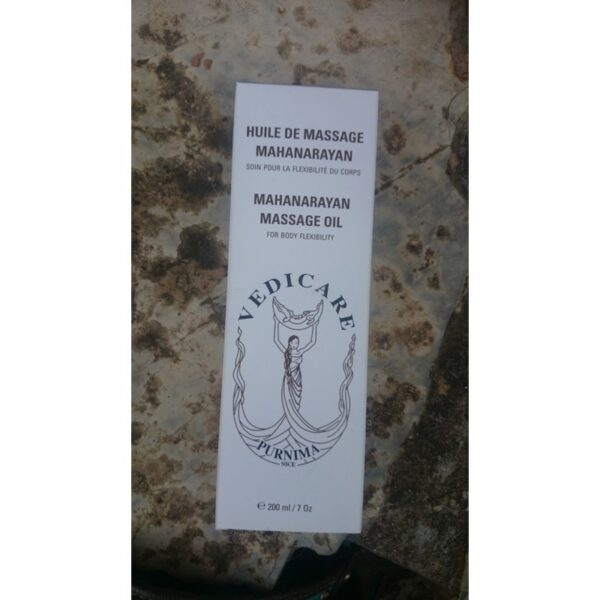 HUILE DE MASSAGE
MAHANARAYAN
SOIN POUR LA FLEXIBILITÉ DU CORPS
MAHANARAYAN
MASSAGE OIL
FOR BODY FLEXIBILITY
VEDICARE
PURNIMA
NICE
℮ 200 ml / 7 Oz